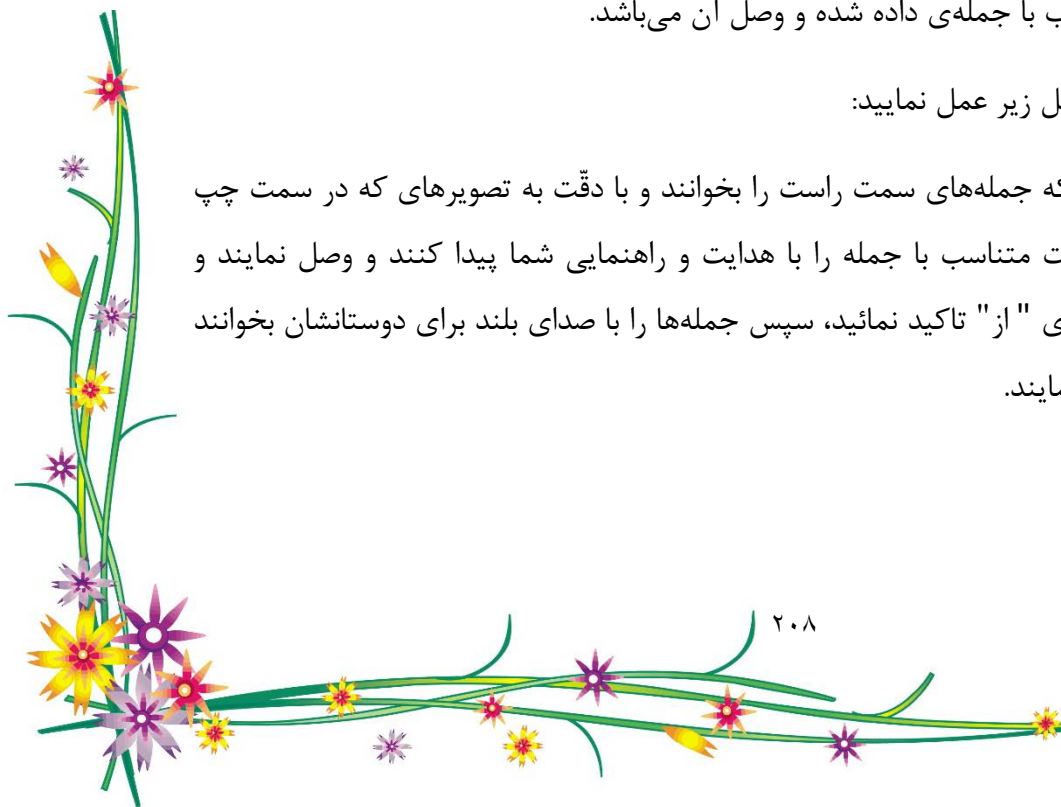 با جمله‌ی داده شده و وصل آن می‌باشد.
زیر عمل نمایید:
که جمله‌های سمت راست را بخوانند و با دقّت به تصویرهای که در سمت چپ
متناسب با جمله را با هدایت و راهنمایی شما پیدا کنند و وصل نمایند و
"از" تاکید نمائید، سپس جمله‌ها را با صدای بلند برای دوستانشان بخوانند
۲۰۸